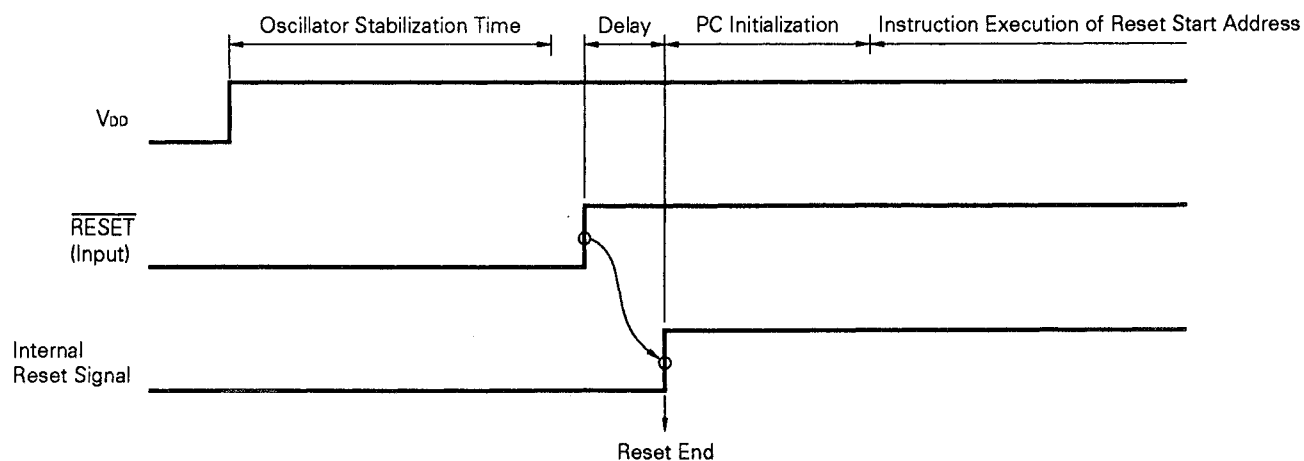 Oscillator Stabilization Time
Delay
PC Initialization
Instruction Execution of Reset Start Address
VDD
RESET
(Input)
Internal
Reset Signal
Reset End